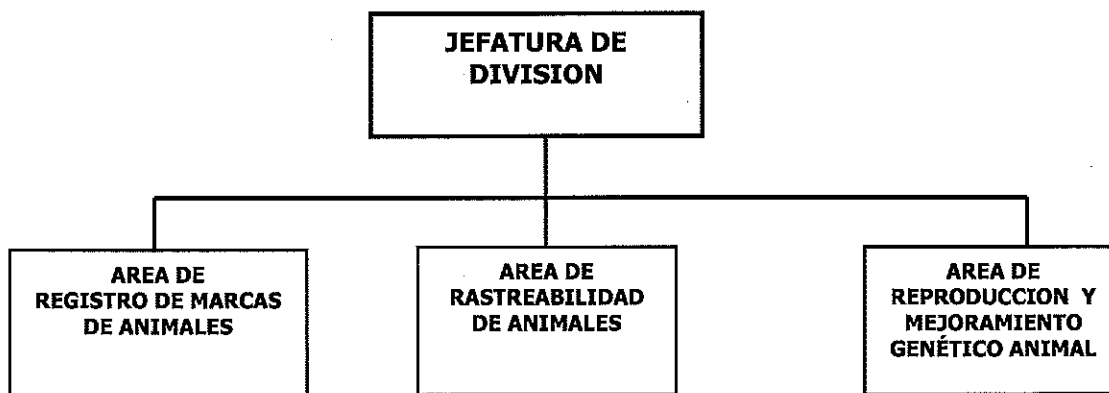 JEFATURA DE
DIVISION
AREA DE
REGISTRO DE MARCAS
DE ANIMALES
AREA DE
RASTREABILIDAD
DE ANIMALES
AREA DE
REPRODUCCION Y
MEJORAMIENTO
GENÉTICO ANIMAL